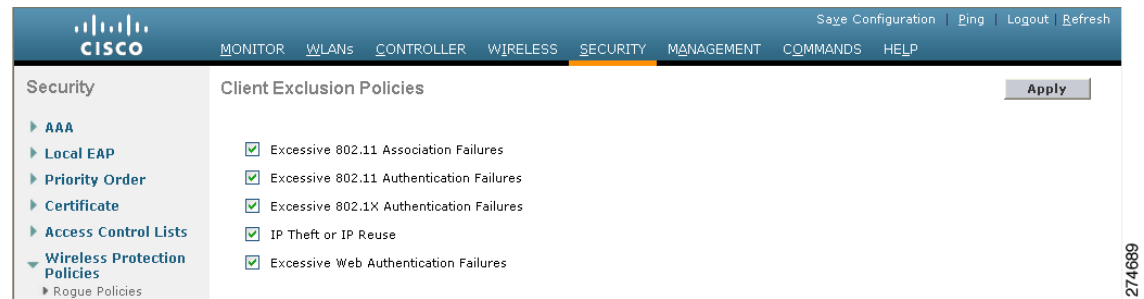 Save Configuration | Ping | Logout | Refresh
CISCO
MONITOR WLANs CONTROLLER WIRELESS SECURITY MANAGEMENT COMMANDS HELP
Security
AAA
Local EAP
Priority Order
Certificate
Access Control Lists
Wireless Protection
Policies
Rogue Policies
Client Exclusion Policies
Apply
Excessive 802.11 Association Failures
Excessive 802.11 Authentication Failures
Excessive 802.1X Authentication Failures
IP Theft or IP Reuse
Excessive Web Authentication Failures
274689